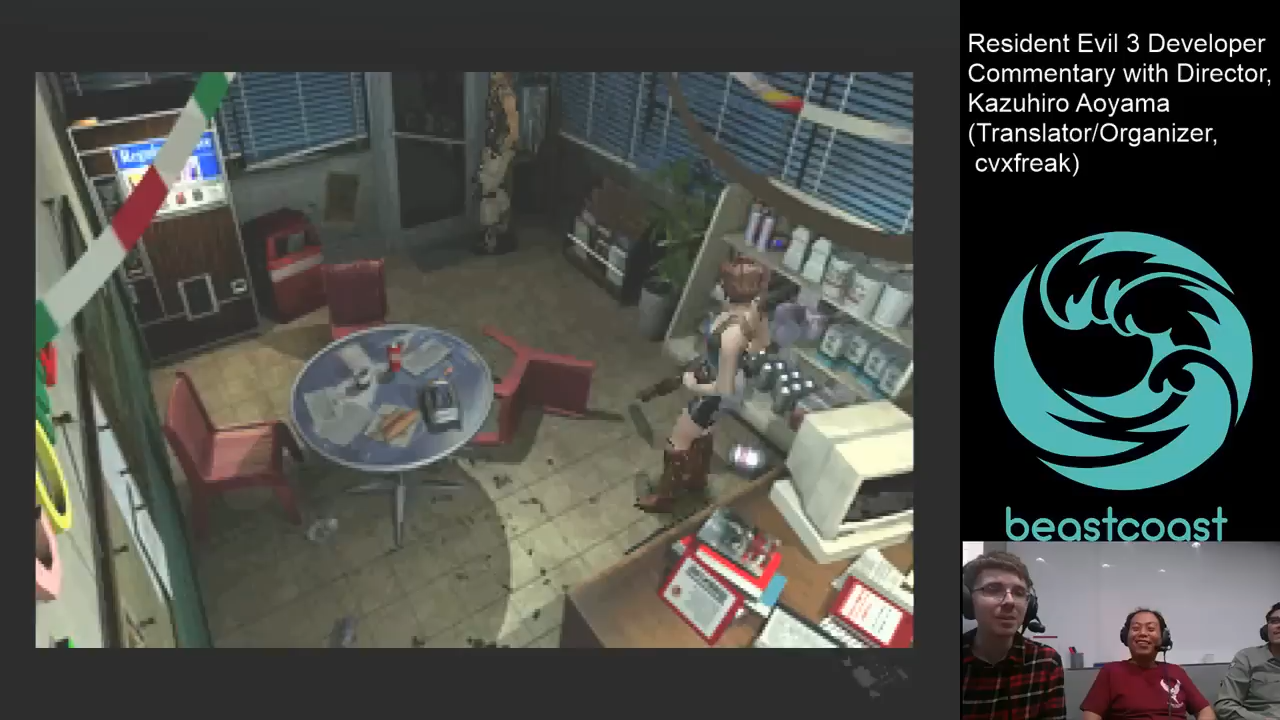 Resident Evil 3 Developer
Commentary with Director,
Kazuhiro Aoyama
(Translator/Organizer,
cvxfreak)
beastcoast